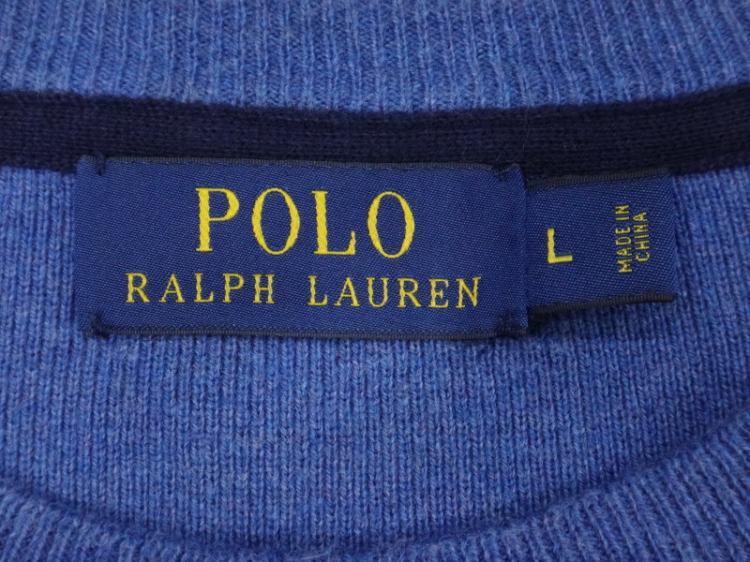 POLO
RALPH LAUREN
L
MADE IN
CHINA